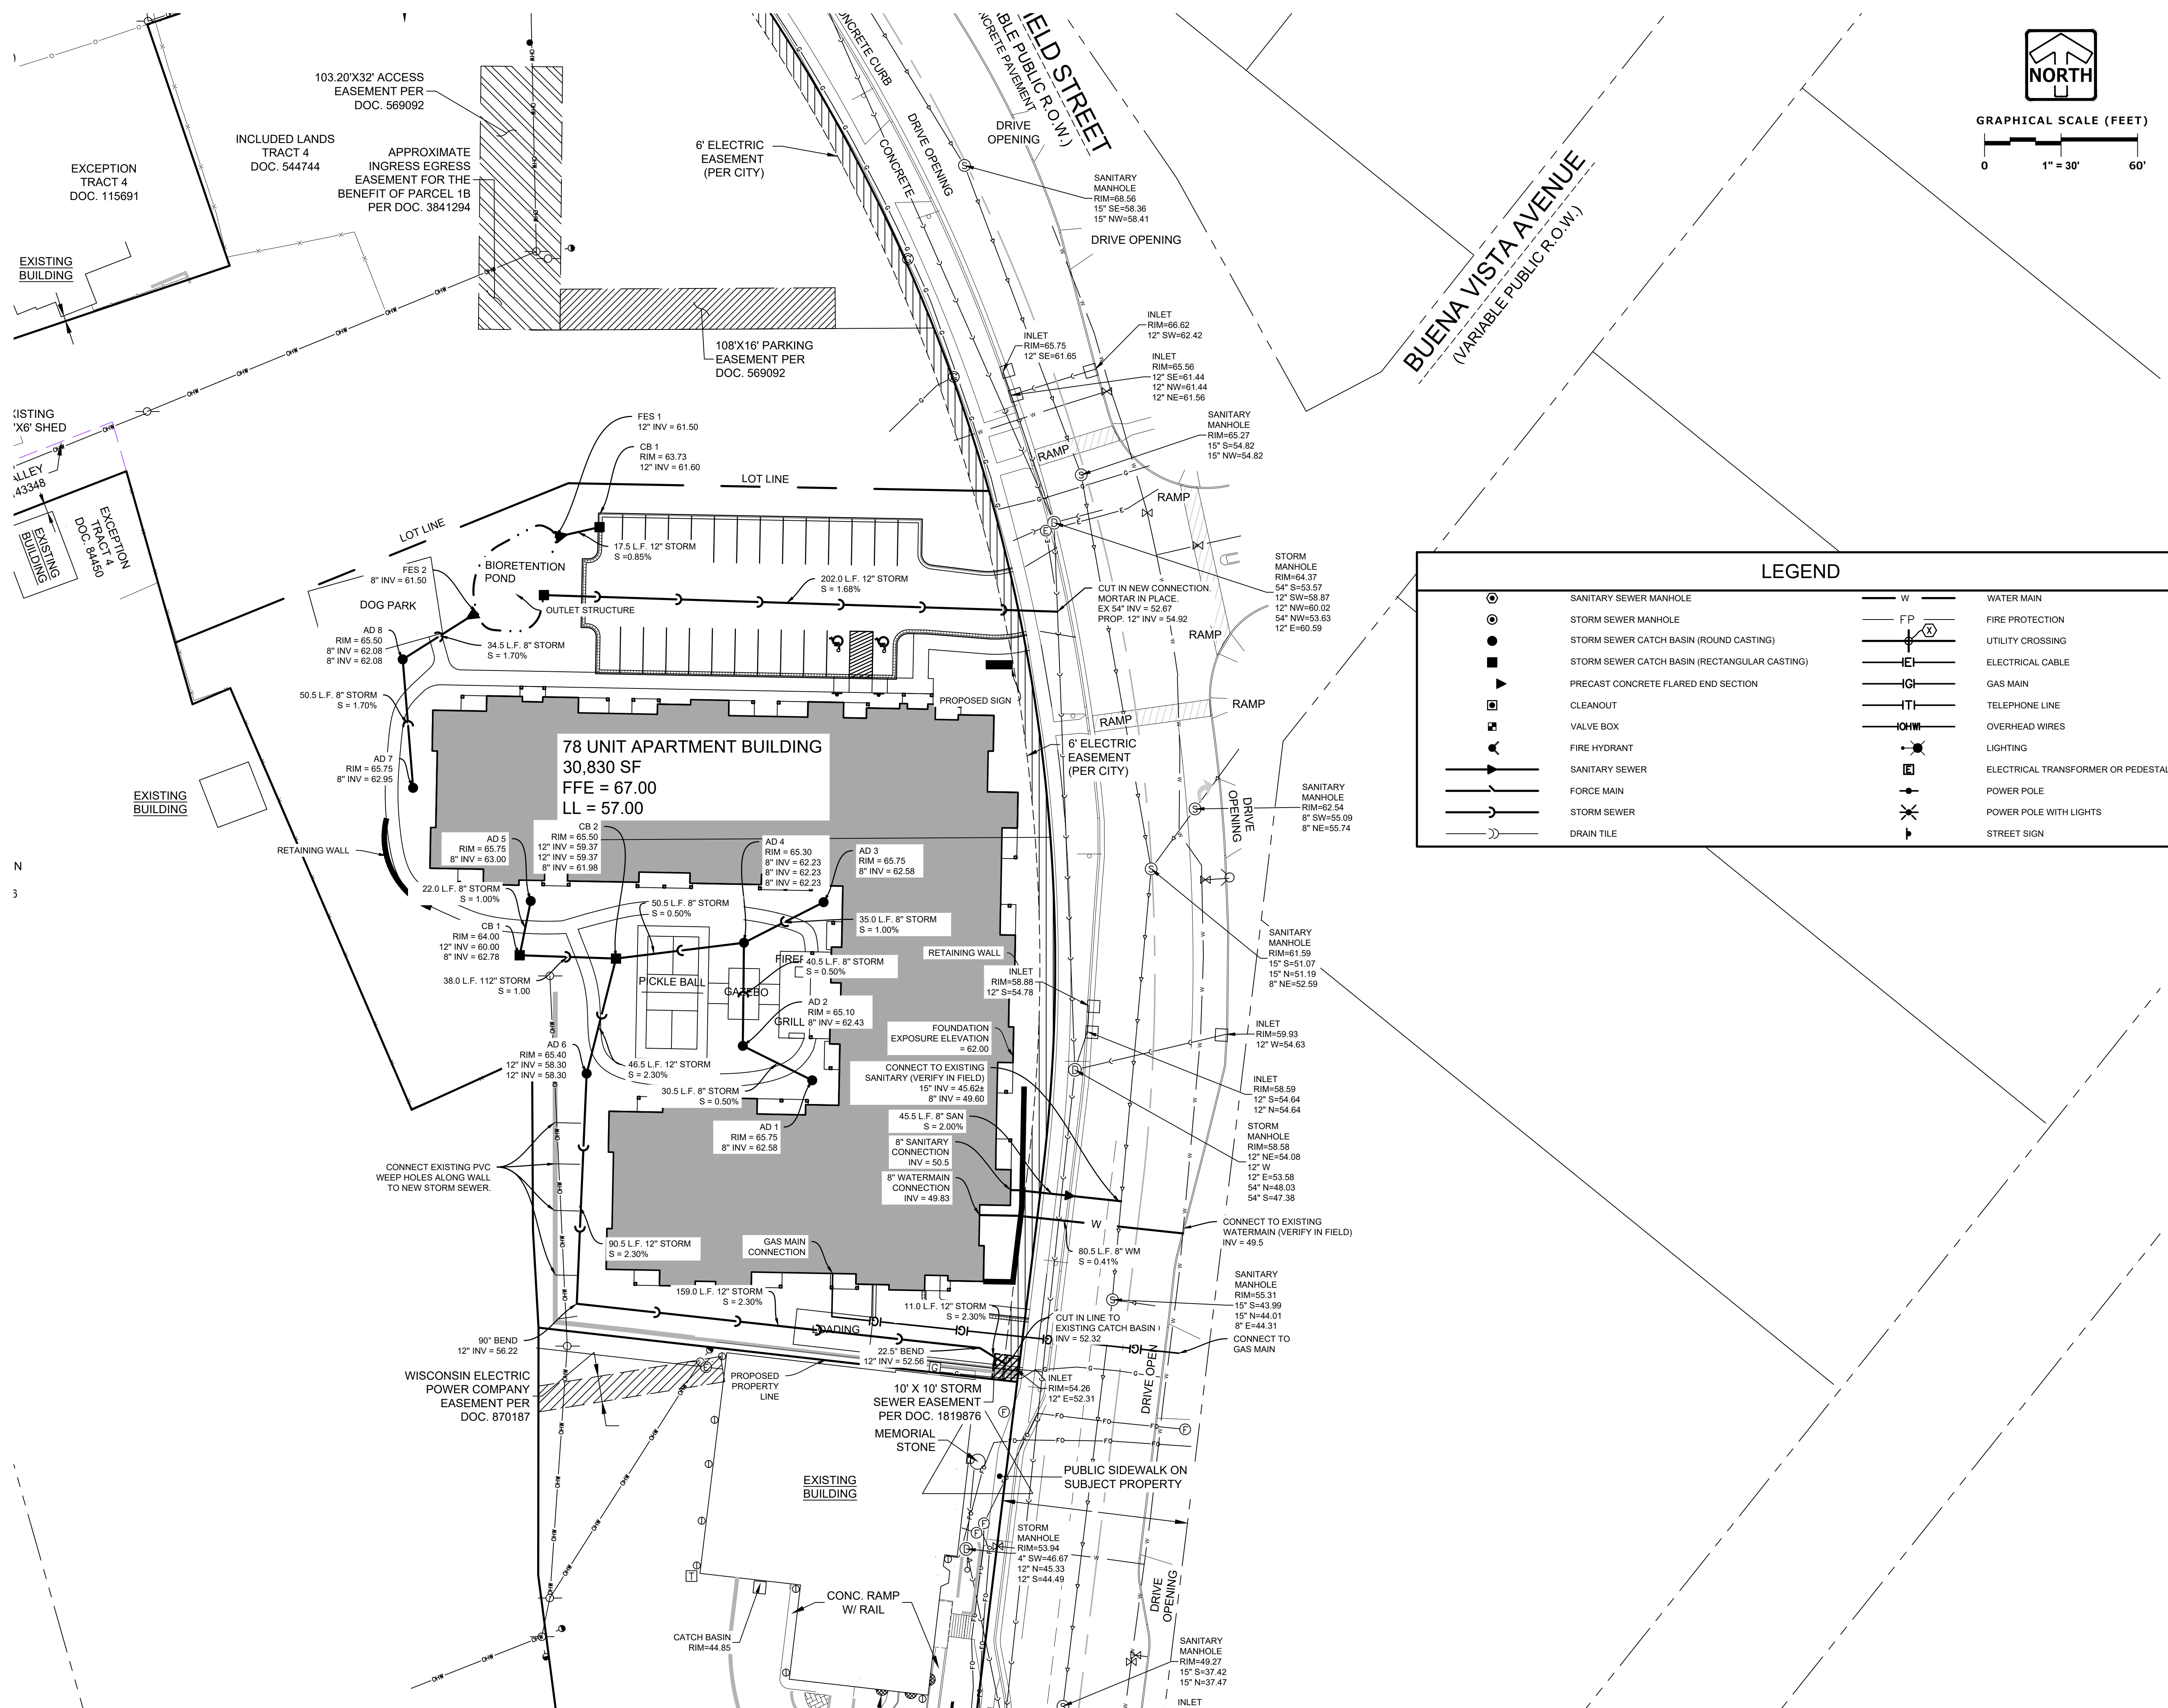 103.20'X32' ACCESS
EASEMENT PER
DOC. 569092
INCLUDED LANDS
TRACT 4
DOC. 544744
EXCEPTION
TRACT 4
DOC. 115691
APPROXIMATE
INGRESS EGRESS
EASEMENT FOR THE
BENEFIT OF PARCEL 1B
PER DOC. 3841294
EXISTING
BUILDING
6' ELECTRIC
EASEMENT
(PER CITY)
CONCRETE CURB
DRIVE OPENING
CONCRETE
IELD STREET
BLE PUBLIC R.O.W.)
NCRETE PAVEMENT
DRIVE
OPENING
SANITARY
MANHOLE
RIM=68.56
15" SE=58.36
15" NW=58.41
DRIVE OPENING
BUENA VISTA AVENUE
(VARIABLE PUBLIC R.O.W.)
NORTH
GRAPHICAL SCALE (FEET)
0 1" = 30' 60'
108'X16' PARKING
EASEMENT PER
DOC. 569092
INLET
RIM=66.62
12" SW=62.42
INLET
RIM=65.75
12" SE=61.65
INLET
RIM=65.56
12" SE=61.44
12" NW=61.44
12" NE=61.56
SANITARY
MANHOLE
RIM=65.27
15" S=54.82
15" NW=54.82
XISTING
'X6' SHED
ALLEY
43348
EXCEPTION
TRACT 4
DOC. 84450
EXISTING
BUILDING
FES 1
12" INV = 61.50
CB 1
RIM = 63.73
12" INV = 61.60
LOT LINE
LOT LINE
RAMP
RAMP
17.5 L.F. 12" STORM
S =0.85%
BIORETENTION
POND
FES 2
8" INV = 61.50
DOG PARK
OUTLET STRUCTURE
202.0 L.F. 12" STORM
S = 1.68%
CUT IN NEW CONNECTION.
MORTAR IN PLACE.
EX 54" INV = 52.67
PROP. 12" INV = 54.92
STORM
MANHOLE
RIM=64.37
54" S=53.57
12" SW=58.87
12" NW=60.02
54" NW=53.63
12" E=60.59
RAMP
AD 8
RIM = 65.50
8" INV = 62.08
8" INV = 62.08
34.5 L.F. 8" STORM
S = 1.70%
50.5 L.F. 8" STORM
S = 1.70%
PROPOSED SIGN
RAMP
RAMP
LEGEND
SANITARY SEWER MANHOLE
STORM SEWER MANHOLE
STORM SEWER CATCH BASIN (ROUND CASTING)
STORM SEWER CATCH BASIN (RECTANGULAR CASTING)
PRECAST CONCRETE FLARED END SECTION
CLEANOUT
VALVE BOX
FIRE HYDRANT
SANITARY SEWER
FORCE MAIN
STORM SEWER
DRAIN TILE
W WATER MAIN
FP FIRE PROTECTION
X UTILITY CROSSING
E ELECTRICAL CABLE
G GAS MAIN
T TELEPHONE LINE
OHW OVERHEAD WIRES
LIGHTING
E ELECTRICAL TRANSFORMER OR PEDESTAL
POWER POLE
POWER POLE WITH LIGHTS
STREET SIGN
78 UNIT APARTMENT BUILDING
30,830 SF
FFE = 67.00
LL = 57.00
6' ELECTRIC
EASEMENT
(PER CITY)
AD 7
RIM = 65.75
8" INV = 62.95
EXISTING
BUILDING
RETAINING WALL
SANITARY
MANHOLE
RIM=62.54
8" SW=55.09
8" NE=55.74
DRIVE
OPENING
AD 5
RIM = 65.75
8" INV = 63.00
CB 2
RIM = 65.50
12" INV = 59.37
12" INV = 59.37
8" INV = 61.98
AD 4
RIM = 65.30
8" INV = 62.23
8" INV = 62.23
8" INV = 62.23
AD 3
RIM = 65.75
8" INV = 62.58
N
22.0 L.F. 8" STORM
S = 1.00%
50.5 L.F. 8" STORM
S = 0.50%
35.0 L.F. 8" STORM
S = 1.00%
CB 1
RIM = 64.00
12" INV = 60.00
8" INV = 62.78
38.0 L.F. 112" STORM
S = 1.00
FIREP
40.5 L.F. 8" STORM
S = 0.50%
PICKLE BALL
GAZEBO
GRILL
RETAINING WALL
INLET
RIM=58.88
12" S=54.78
SANITARY
MANHOLE
RIM=61.59
15" S=51.07
15" N=51.19
8" NE=52.59
AD 2
RIM = 65.10
8" INV = 62.43
FOUNDATION
EXPOSURE ELEVATION
= 62.00
INLET
RIM=59.93
12" W=54.63
AD 6
RIM = 65.40
12" INV = 58.30
12" INV = 58.30
46.5 L.F. 12" STORM
S = 2.30%
30.5 L.F. 8" STORM
S = 0.50%
CONNECT TO EXISTING
SANITARY (VERIFY IN FIELD)
15" INV = 45.62±
8" INV = 49.60
INLET
RIM=58.59
12" S=54.64
12" N=54.64
AD 1
RIM = 65.75
8" INV = 62.58
45.5 L.F. 8" SAN
S = 2.00%
8" SANITARY
CONNECTION
INV = 50.5
8" WATERMAIN
CONNECTION
INV = 49.83
STORM
MANHOLE
RIM=58.58
12" NE=54.08
12" W
12" E=53.58
54" N=48.03
54" S=47.38
CONNECT EXISTING PVC
WEEP HOLES ALONG WALL
TO NEW STORM SEWER.
W
CONNECT TO EXISTING
WATERMAIN (VERIFY IN FIELD)
INV = 49.5
80.5 L.F. 8" WM
S = 0.41%
90.5 L.F. 12" STORM
S = 2.30%
GAS MAIN
CONNECTION
SANITARY
MANHOLE
RIM=55.31
15" S=43.99
15" N=44.01
8" E=44.31
159.0 L.F. 12" STORM
S = 2.30%
11.0 L.F. 12" STORM
S = 2.30%
LOADING
CUT IN LINE TO
EXISTING CATCH BASIN
INV = 52.32
CONNECT TO
GAS MAIN
90° BEND
12" INV = 56.22
22.5° BEND
12" INV = 52.56
WISCONSIN ELECTRIC
POWER COMPANY
EASEMENT PER
DOC. 870187
PROPOSED
PROPERTY
LINE
10' X 10' STORM
SEWER EASEMENT
PER DOC. 1819876
INLET
RIM=54.26
12" E=52.31
DRIVE OPEN
MEMORIAL
STONE
PUBLIC SIDEWALK ON
SUBJECT PROPERTY
EXISTING
BUILDING
STORM
MANHOLE
RIM=53.94
4" SW=46.67
12" N=45.33
12" S=44.49
CONC. RAMP
W/ RAIL
DRIVE
OPENING
CATCH BASIN
RIM=44.85
SANITARY
MANHOLE
RIM=49.27
15" S=37.42
15" N=37.47
INLET